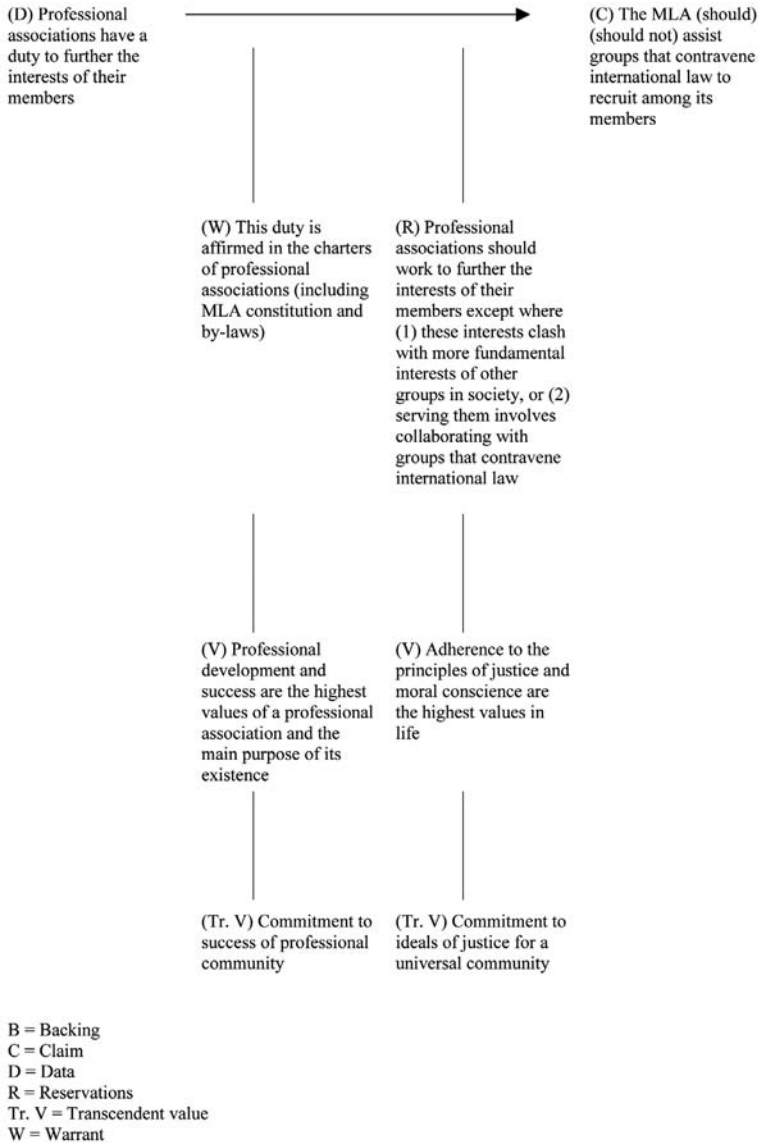 (D) Professional
associations have a
duty to further the
interests of their
members
(C) The MLA (should)
(should not) assist
groups that contravene
international law to
recruit among its
members
(W) This duty is
affirmed in the charters
of professional
associations (including
MLA constitution and
by-laws)
(R) Professional
associations should
work to further the
interests of their
members except where
(1) these interests clash
with more fundamental
interests of other
groups in society, or (2)
serving them involves
collaborating with
groups that contravene
international law
(V) Professional
development and
success are the highest
values of a professional
association and the
main purpose of its
existence
(V) Adherence to the
principles of justice and
moral conscience are
the highest values in
life
(Tr. V) Commitment to
success of professional
community
(Tr. V) Commitment to
ideals of justice for a
universal community
B = Backing
C = Claim
D = Data
R = Reservations
Tr. V = Transcendent value
W = Warrant